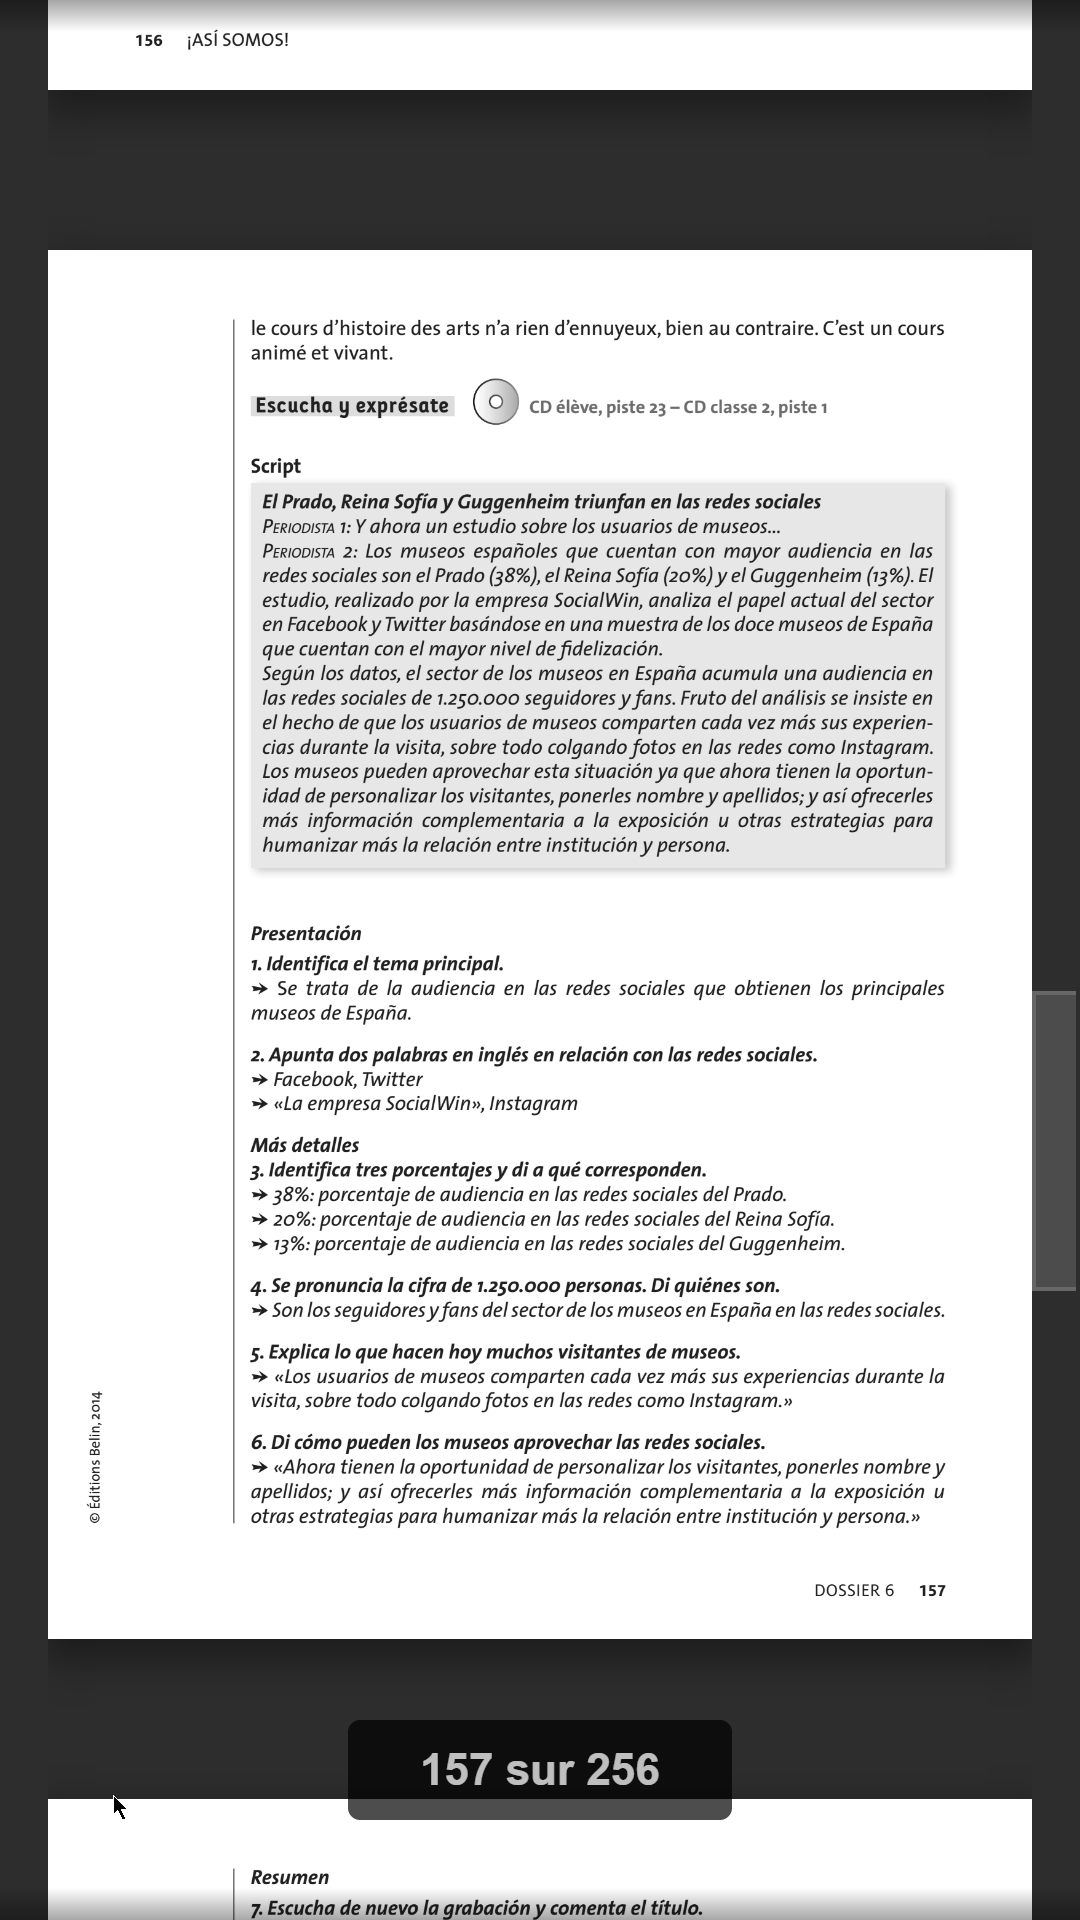 156 ¡ASÍ SOMOS!
le cours d’histoire des arts n’a rien d’ennuyeux, bien au contraire. C’est un cours
animé et vivant.
Escucha y exprésate CD élève, piste 23 – CD classe 2, piste 1
Script
El Prado, Reina Sofía y Guggenheim triunfan en las redes sociales
PERIODISTA 1: Y ahora un estudio sobre los usuarios de museos...
PERIODISTA 2: Los museos españoles que cuentan con mayor audiencia en las
redes sociales son el Prado (38%), el Reina Sofía (20%) y el Guggenheim (13%). El
estudio, realizado por la empresa SocialWin, analiza el papel actual del sector
en Facebook y Twitter basándose en una muestra de los doce museos de España
que cuentan con el mayor nivel de fidelización.
Según los datos, el sector de los museos en España acumula una audiencia en
las redes sociales de 1.250.000 seguidores y fans. Fruto del análisis se insiste en
el hecho de que los usuarios de museos comparten cada vez más sus experien-
cias durante la visita, sobre todo colgando fotos en las redes como Instagram.
Los museos pueden aprovechar esta situación ya que ahora tienen la oportun-
idad de personalizar los visitantes, ponerles nombre y apellidos; y así ofrecerles
más información complementaria a la exposición u otras estrategias para
humanizar más la relación entre institución y persona.
Presentación
1. Identifica el tema principal.
➛ Se trata de la audiencia en las redes sociales que obtienen los principales
museos de España.
2. Apunta dos palabras en inglés en relación con las redes sociales.
➛ Facebook, Twitter
➛ «La empresa SocialWin», Instagram
Más detalles
3. Identifica tres porcentajes y di a qué corresponden.
➛ 38%: porcentaje de audiencia en las redes sociales del Prado.
➛ 20%: porcentaje de audiencia en las redes sociales del Reina Sofía.
➛ 13%: porcentaje de audiencia en las redes sociales del Guggenheim.
4. Se pronuncia la cifra de 1.250.000 personas. Di quiénes son.
➛ Son los seguidores y fans del sector de los museos en España en las redes sociales.
5. Explica lo que hacen hoy muchos visitantes de museos.
➛ «Los usuarios de museos comparten cada vez más sus experiencias durante la
visita, sobre todo colgando fotos en las redes como Instagram.»
6. Di cómo pueden los museos aprovechar las redes sociales.
➛ «Ahora tienen la oportunidad de personalizar los visitantes, ponerles nombre y
apellidos; y así ofrecerles más información complementaria a la exposición u
otras estrategias para humanizar más la relación entre institución y persona.»
© Éditions Belin, 2014
DOSSIER 6 157
157 sur 256
Resumen
7. Escucha de nuevo la grabación y comenta el título.